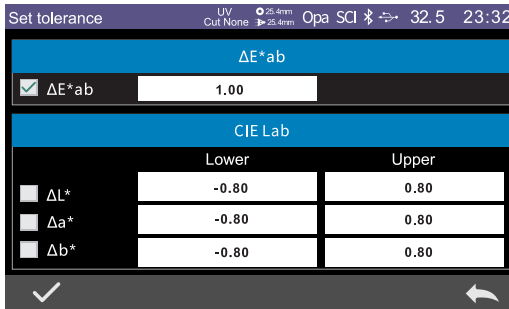 Set tolerance UV Cut None 25.4mm 25.4mm Opa SCI 32.5 23:32
ΔE*ab
ΔE*ab 1.00
CIE Lab
Lower Upper
ΔL* -0.80 0.80
Δa* -0.80 0.80
Δb* -0.80 0.80